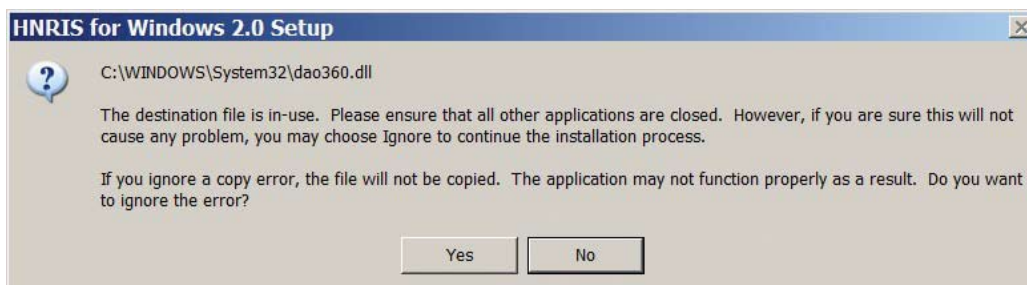 HNRIS for Windows 2.0 Setup
C:\WINDOWS\System32\dao360.dll
The destination file is in-use. Please ensure that all other applications are closed. However, if you are sure this will not
cause any problem, you may choose Ignore to continue the installation process.
If you ignore a copy error, the file will not be copied. The application may not function properly as a result. Do you want
to ignore the error?
Yes No